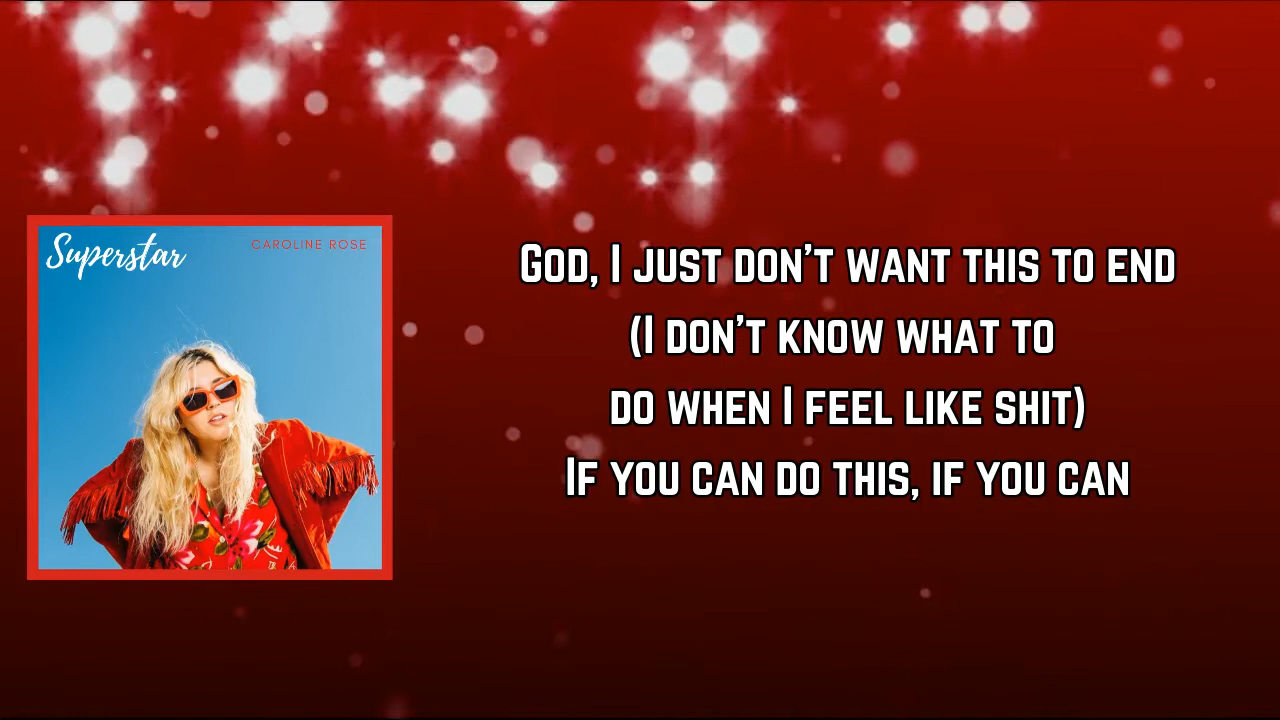 Superstar
CAROLINE ROSE
GOD, I JUST DON'T WANT THIS TO END
(I DON'T KNOW WHAT TO
DO WHEN I FEEL LIKE SHIT)
IF YOU CAN DO THIS, IF YOU CAN